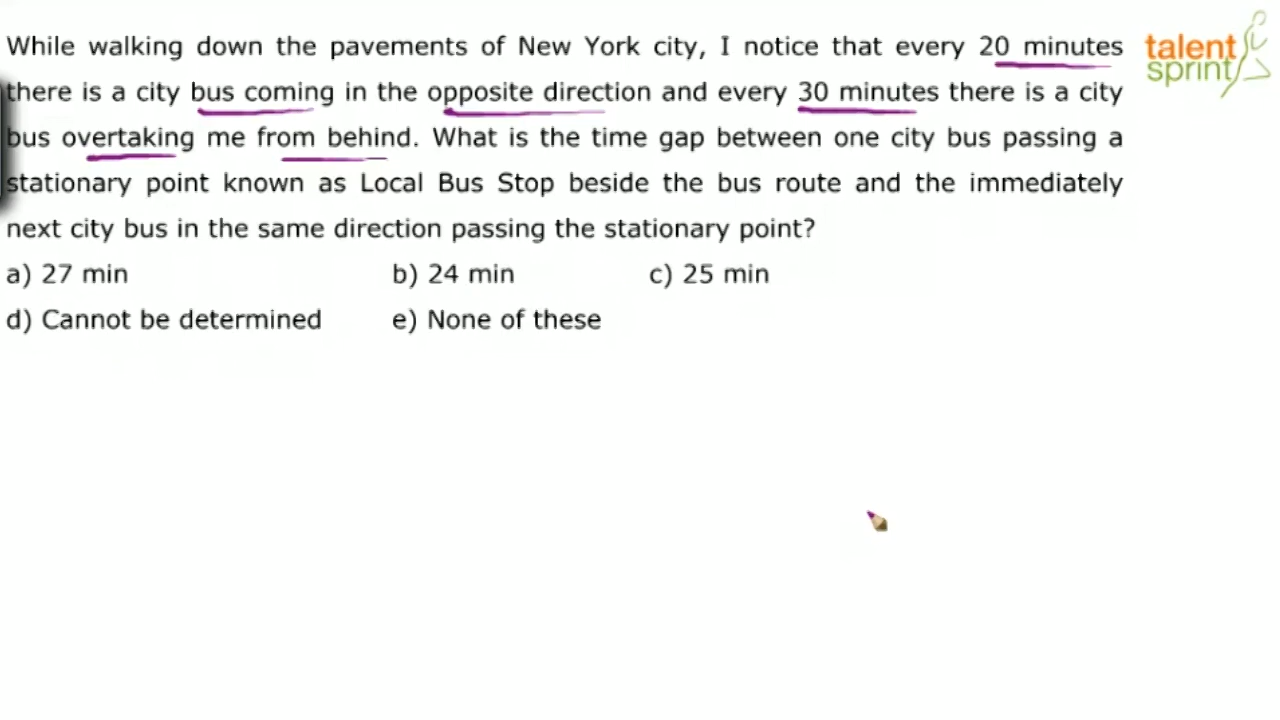 While walking down the pavements of New York city, I notice that every 20 minutes
there is a city bus coming in the opposite direction and every 30 minutes there is a city
bus overtaking me from behind. What is the time gap between one city bus passing a
stationary point known as Local Bus Stop beside the bus route and the immediately
next city bus in the same direction passing the stationary point?
a) 27 min b) 24 min c) 25 min
d) Cannot be determined e) None of these
talent
sprint